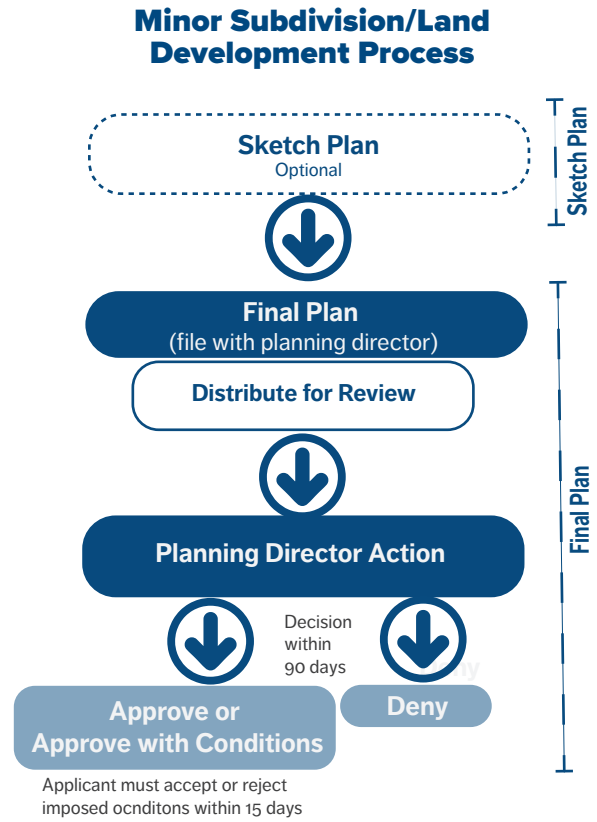 Minor Subdivision/Land
Development Process
Sketch Plan
Optional
Sketch Plan
Final Plan
(file with planning director)
Distribute for Review
Final Plan
Planning Director Action
Decision
within
90 days
Approve or
Approve with Conditions
Deny
Applicant must accept or reject
imposed ocnditons within 15 days